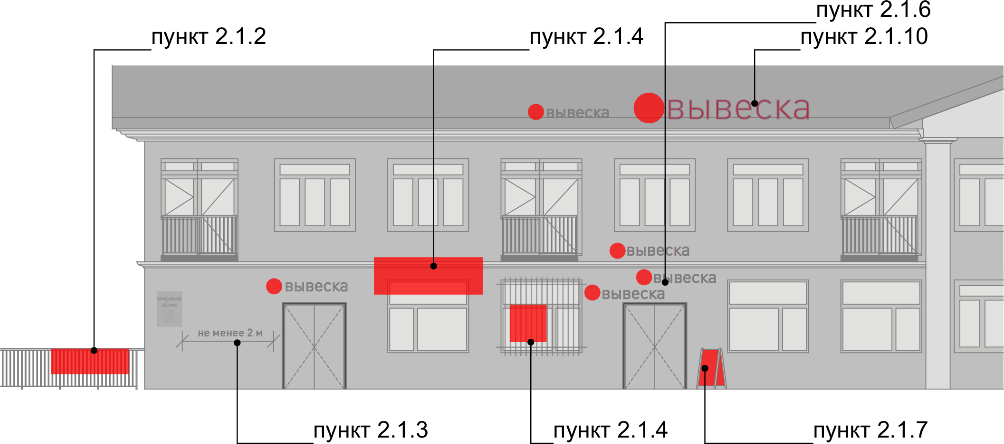 пункт 2.1.6
пункт 2.1.2
пункт 2.1.4
пункт 2.1.10
вывеска
вывеска
вывеска
вывеска
вывеска
вывеска
не менее 2 м
пункт 2.1.3
пункт 2.1.4
пункт 2.1.7